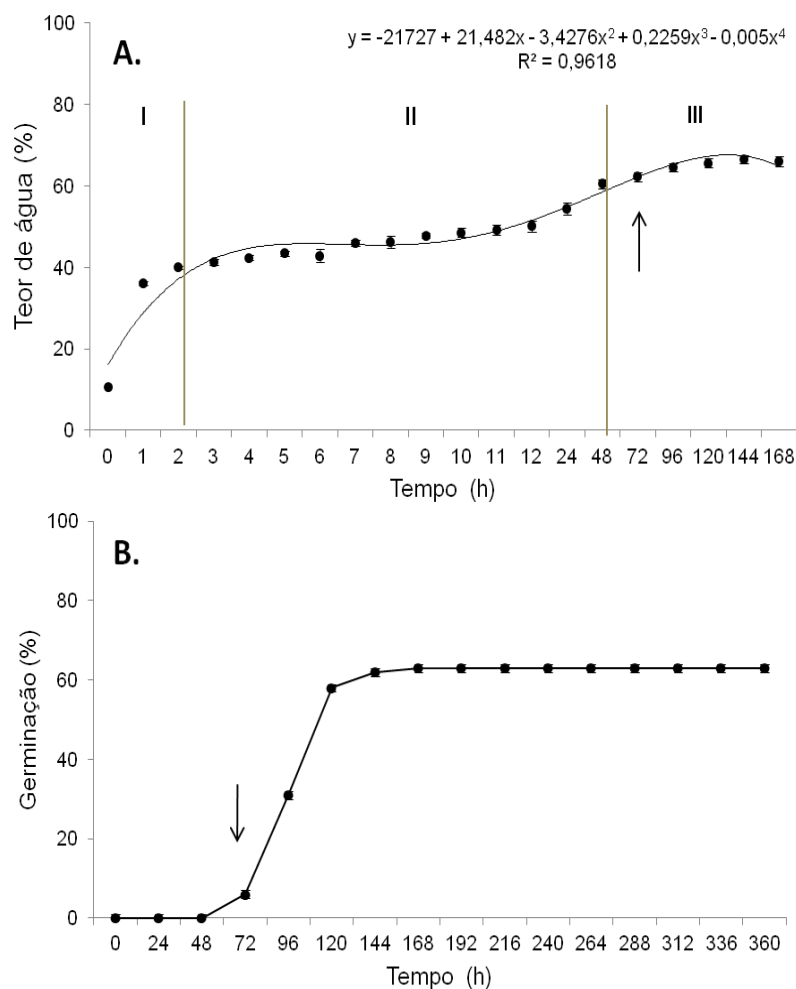 A.
y = -21727 + 21,482x - 3,4276x² + 0,2259x³ - 0,005x⁴
R² = 0,9618
I II III
Teor de água (%)
100
80
60
40
20
0
0 1 2 3 4 5 6 7 8 9 10 11 12 24 48 72 96 120 144 168
Tempo (h)
B.
Germinação (%)
100
80
60
40
20
0
0 24 48 72 96 120 144 168 192 216 240 264 288 312 336 360
Tempo (h)